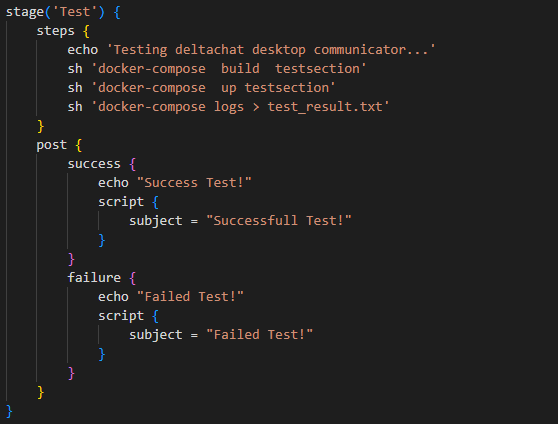 stage('Test') {
    steps {
        echo 'Testing deltachat desktop communicator...'
        sh 'docker-compose  build  testsection'
        sh 'docker-compose  up testsection'
        sh 'docker-compose logs > test_result.txt'
    }
    post {
        success {
            echo "Success Test!"
            script {
                subject = "Successfull Test!"
            }
        }
        failure {
            echo "Failed Test!"
            script {
                subject = "Failed Test!"
            }
        }
    }
}